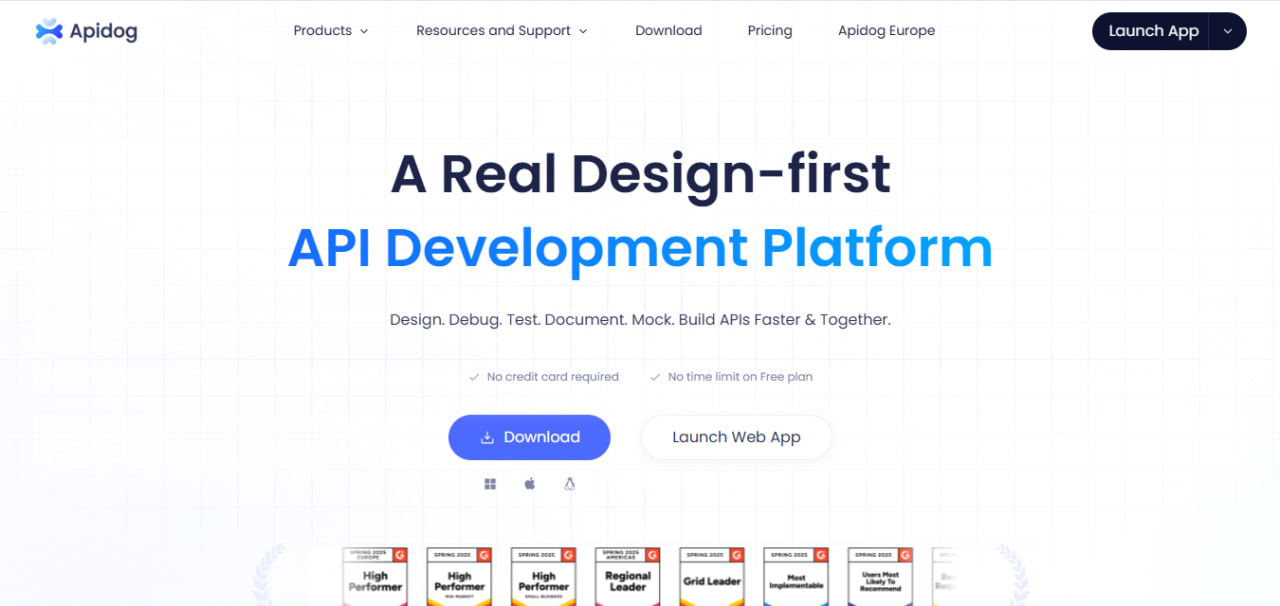 Apidog
Products
Resources and Support
Download
Pricing
Apidog Europe
Launch App
A Real Design-first
API Development Platform
Design. Debug. Test. Document. Mock. Build APIs Faster & Together.
No credit card required
No time limit on Free plan
Download
Launch Web App
SPRING 2025
EUROPE
High
Performer
SPRING 2025
High
Performer
MID-MARKET
SPRING 2025
High
Performer
SMALL BUSINESS
SPRING 2025
AMERICAS
Regional
Leader
SPRING 2025
Grid Leader
SPRING 2025
Most
Implementable
SPRING 2025
Users Most
Likely To
Recommend